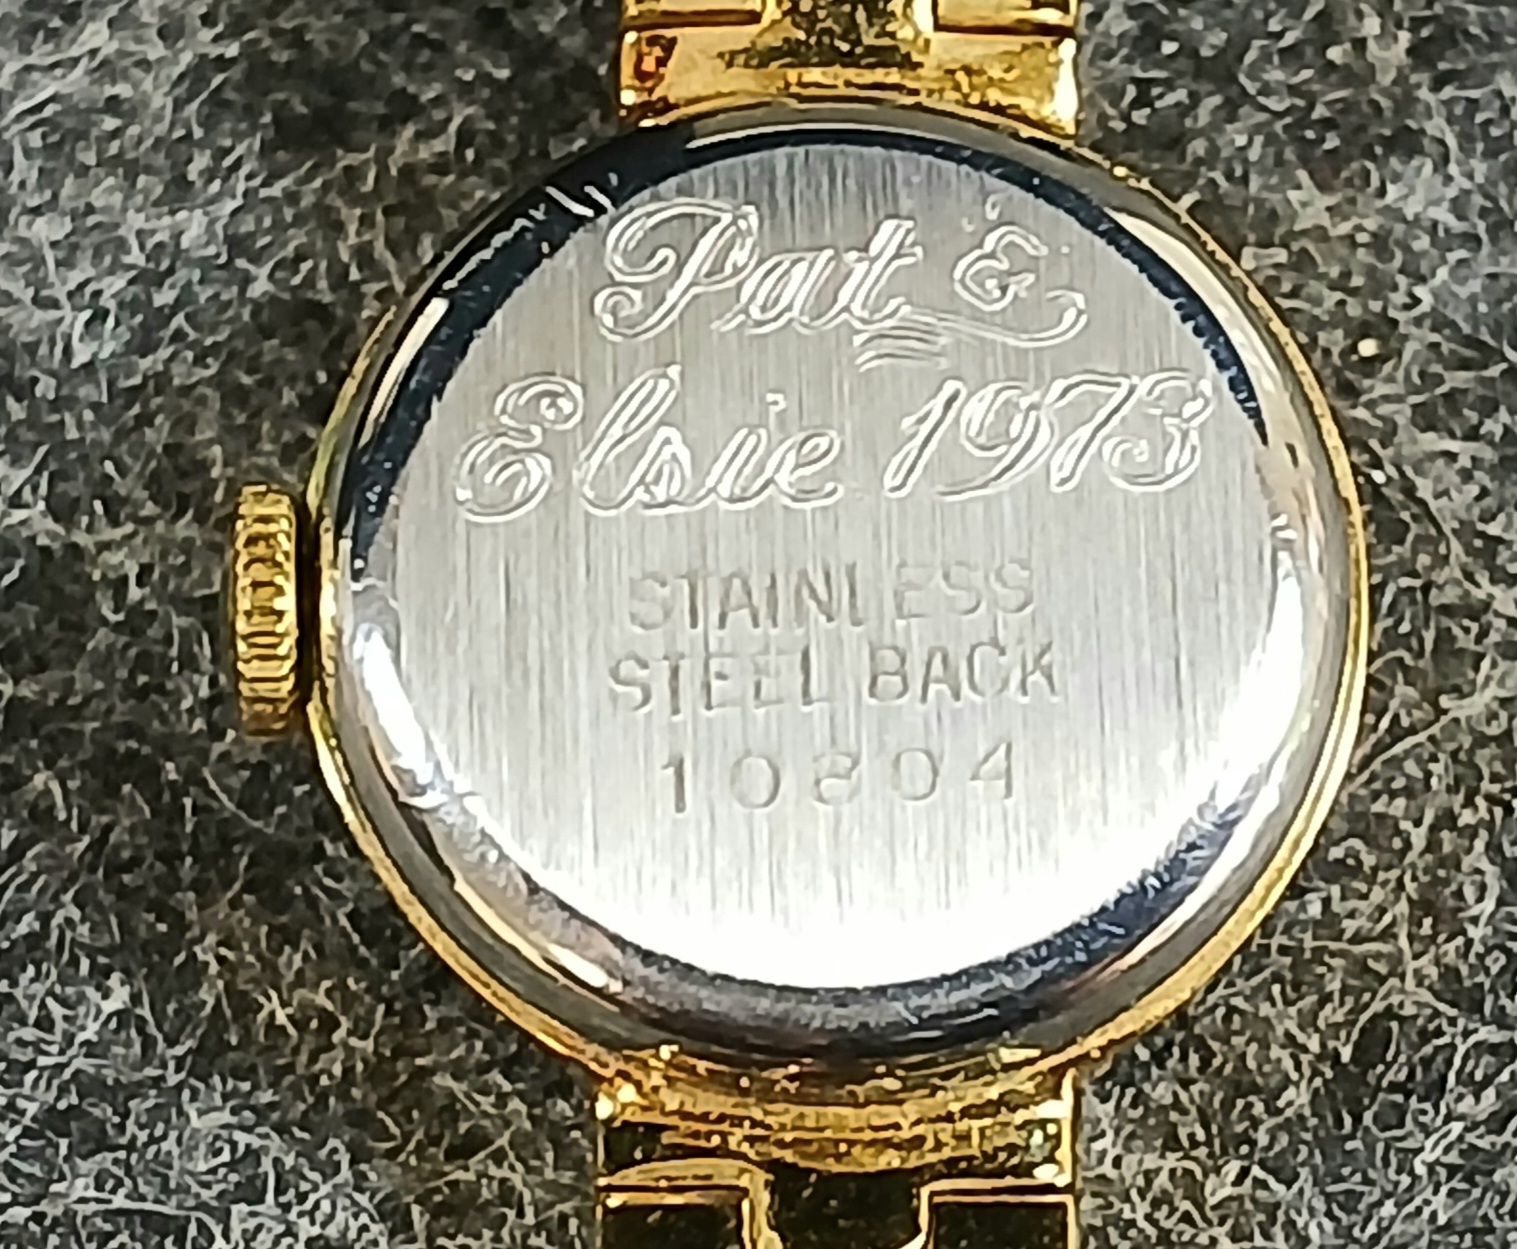 Pat &
Elsie 1973
STAINLESS
STEEL BACK
10804